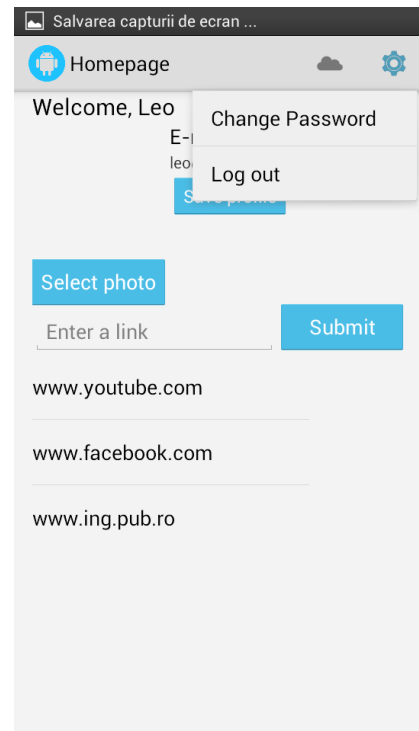 Salvarea capturii de ecran ...
Homepage
Welcome, Leo
Change Password
E-
leo
Log out
Select photo
Enter a link
Submit
www.youtube.com
www.facebook.com
www.ing.pub.ro